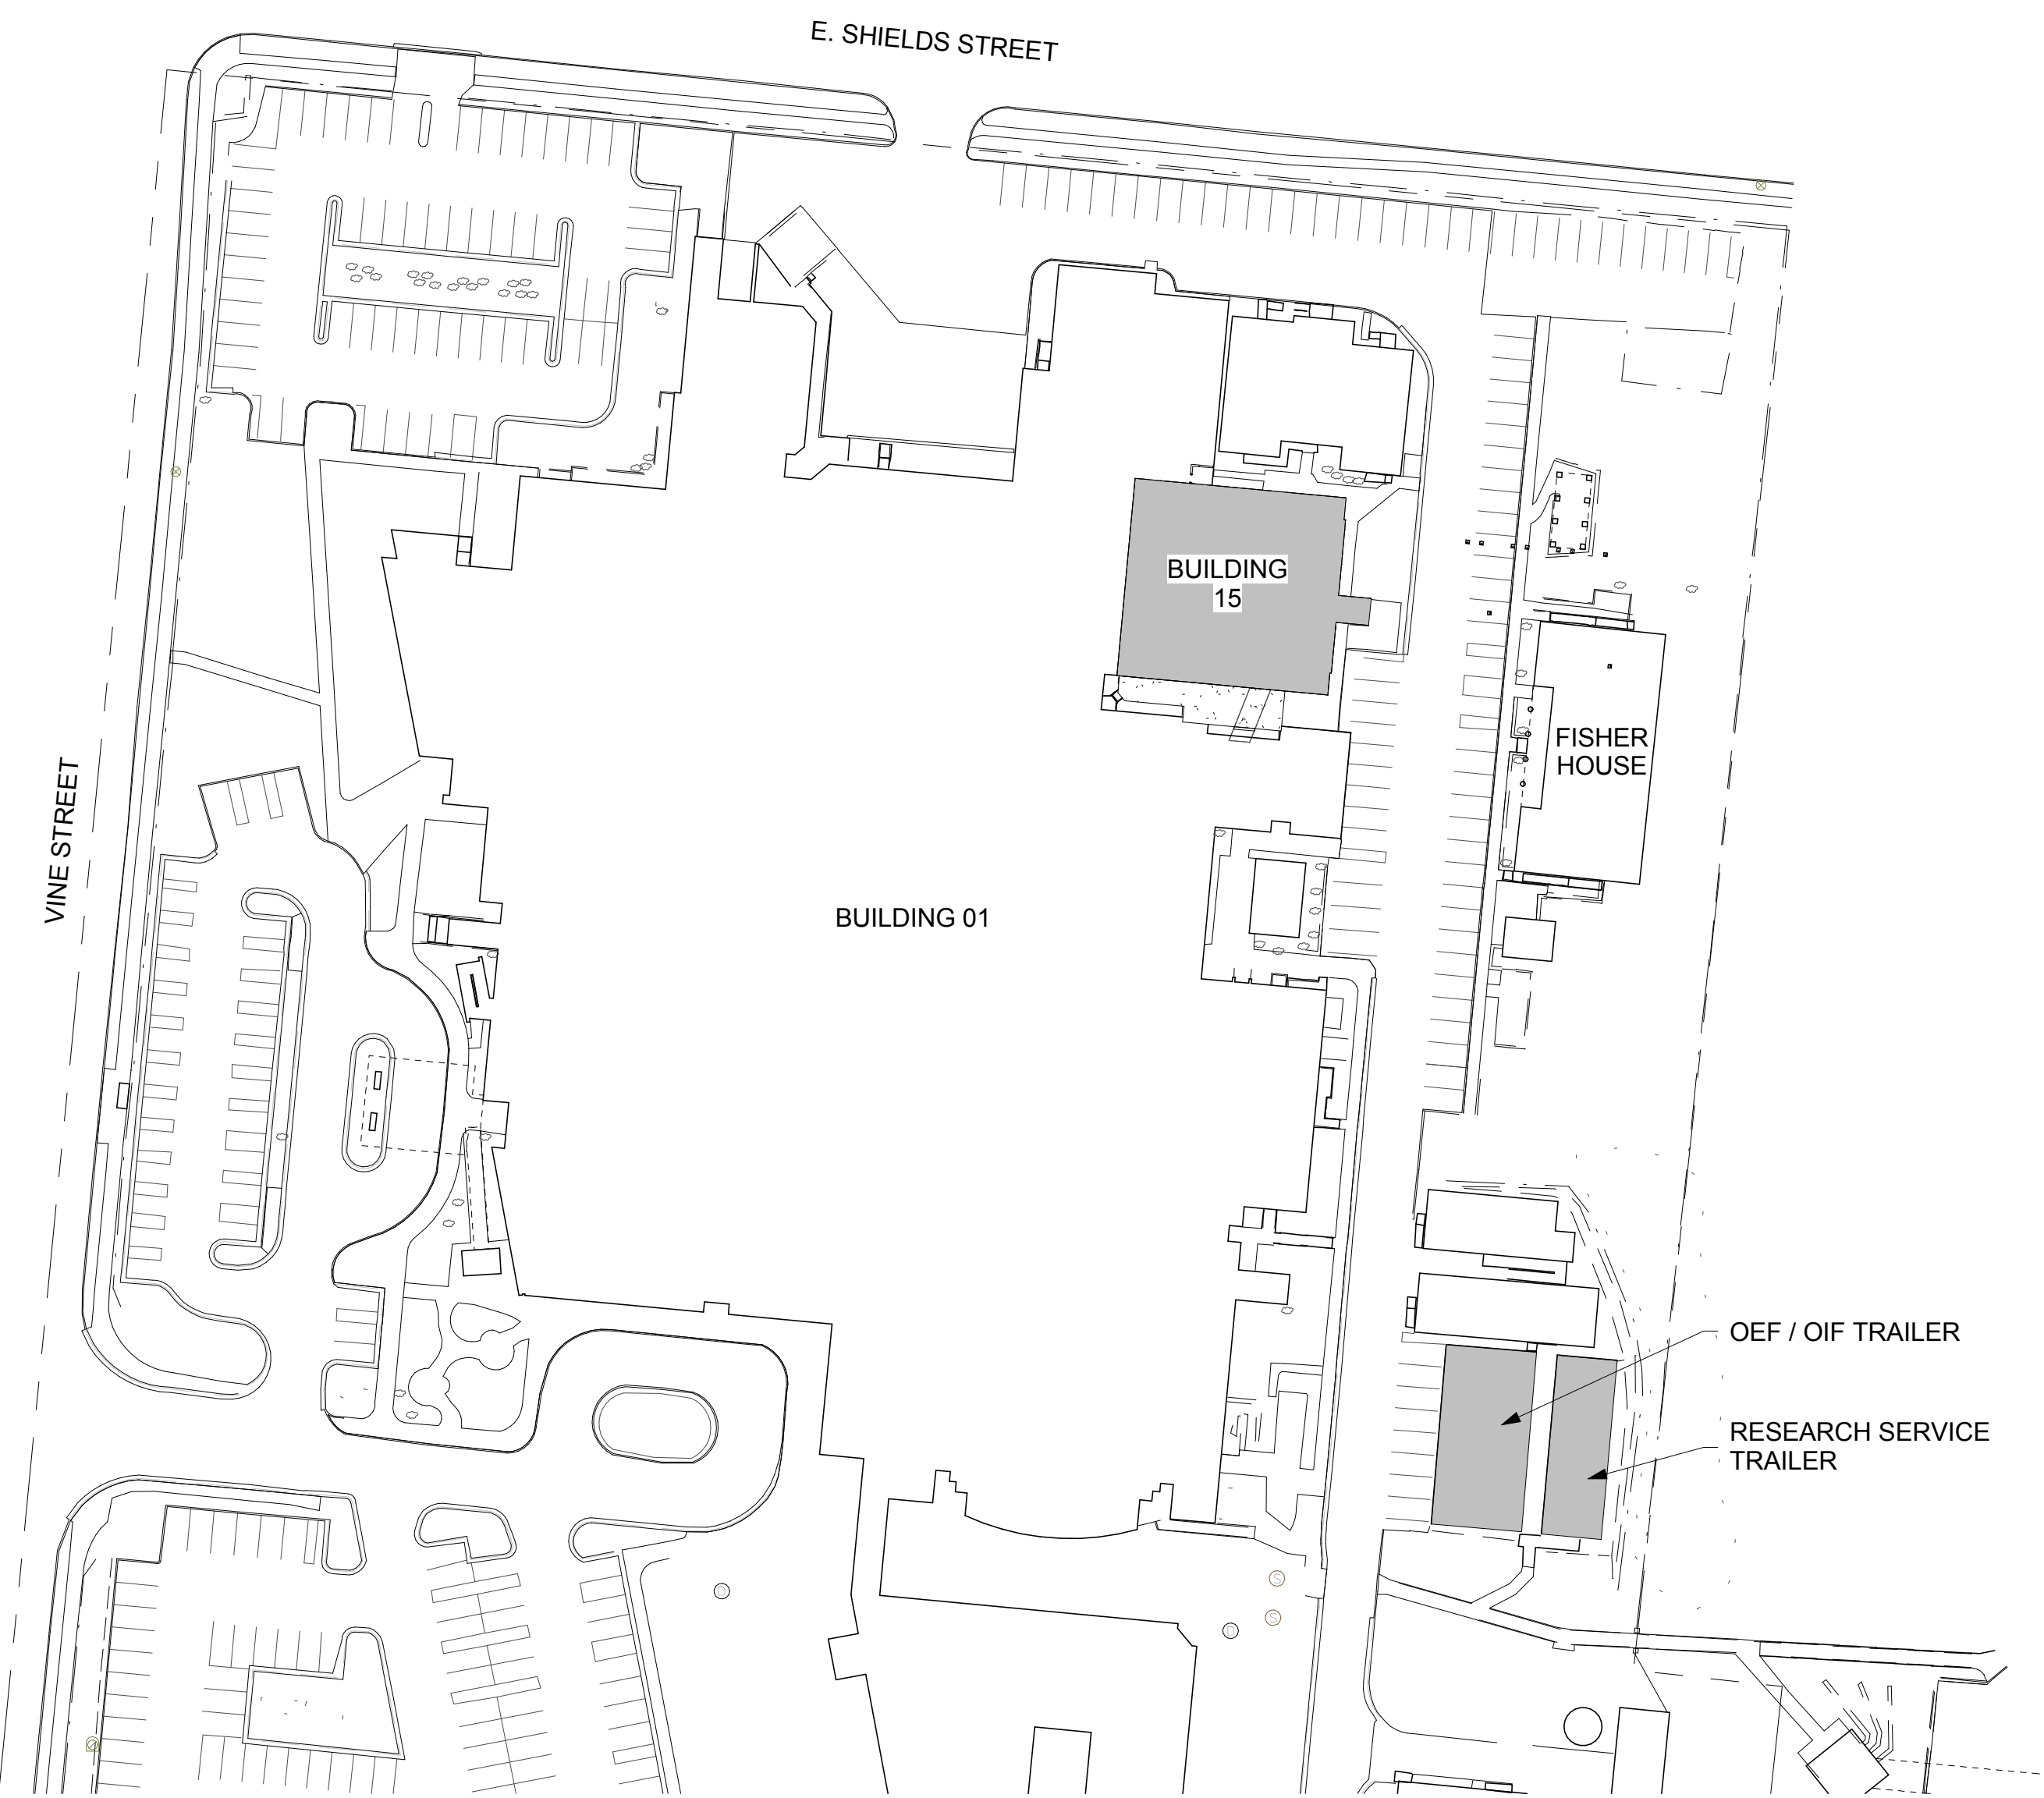 E. SHIELDS STREET
BUILDING
15
FISHER
HOUSE
VINE STREET
BUILDING 01
OEF / OIF TRAILER
RESEARCH SERVICE
TRAILER
S
S
D
D